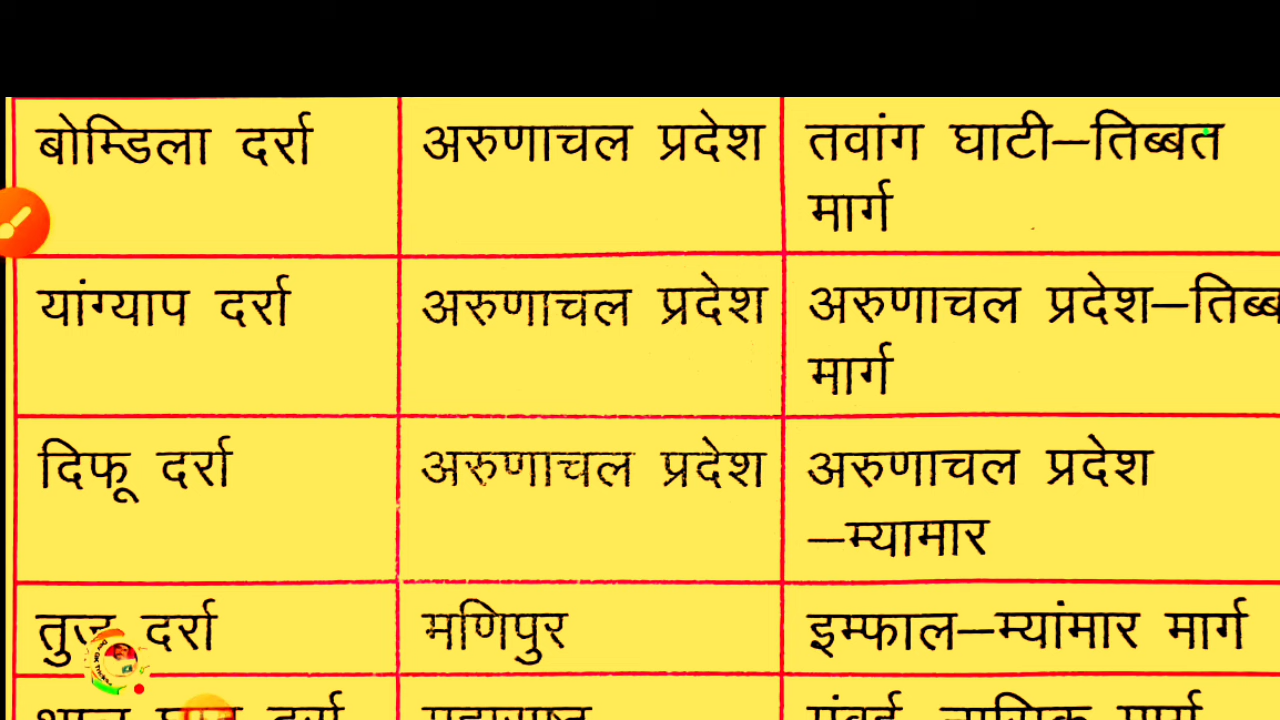 बोम्डिला दर्रा अरुणाचल प्रदेश तवांग घाटी–तिब्बत
मार्ग
यांग्याप दर्रा अरुणाचल प्रदेश अरुणाचल प्रदेश–तिब्ब
मार्ग
दिफू दर्रा अरुणाचल प्रदेश अरुणाचल प्रदेश
–म्यामार
दर्रा मणिपुर इम्फाल–म्यांमार मार्ग